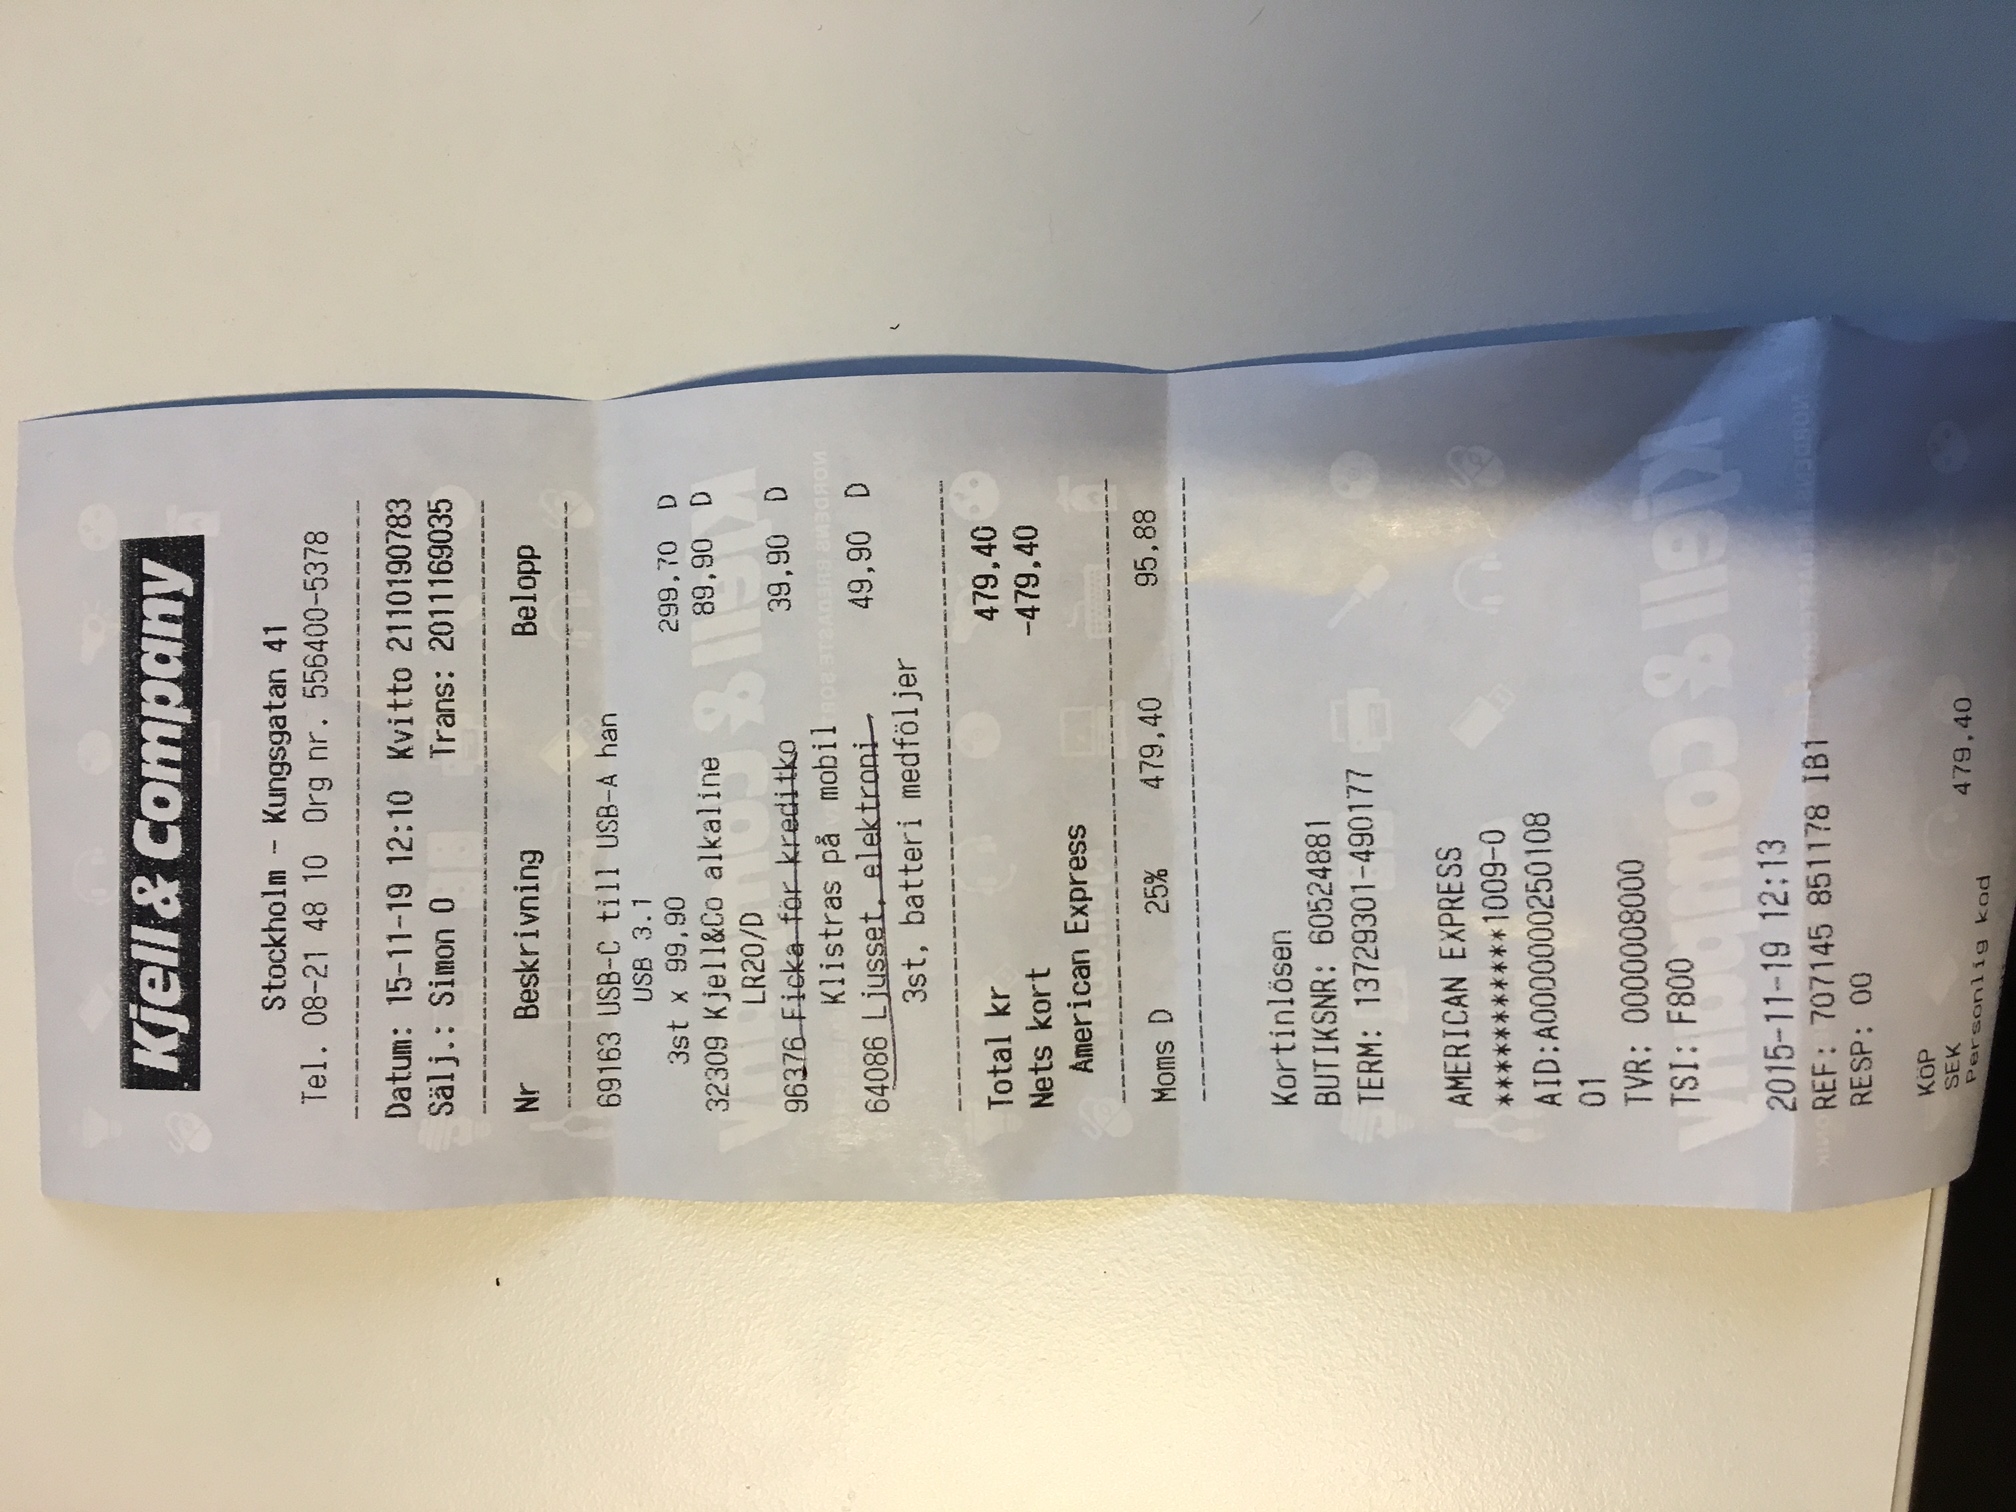 Kjell & Company
Stockholm - Kungsgatan 41
Tel. 08-21 48 10 Org nr. 556400-5378
Datum: 15-11-19 12:10 Kvitto 2110190783
Sälj.: Simon O Trans: 2011169035
Nr Beskrivning Belopp
69163 USB-C till USB-A han
USB 3.1
3st x 99,90 299,70 D
32309 Kjell&Co alkaline 89,90 D
LR20/D
96376 Ficka för kreditko 39,90 D
Klistras på mobil
64086 Ljusset, elektroni 49,90 D
3st, batteri medföljer
Total kr 479,40
Nets kort -479,40
American Express
Moms D 25% 479,40 95,88
Kortinlösen
BUTIKSNR: 60524881
TERM: 13729301-490177
AMERICAN EXPRESS
***********1009-0
AID:A0000000250108
01
TVR: 0000008000
TSI: F800
2015-11-19 12:13
REF: 707145 851178 IB1
RESP: 00
KöP
SEK 479,40
Personlig kod